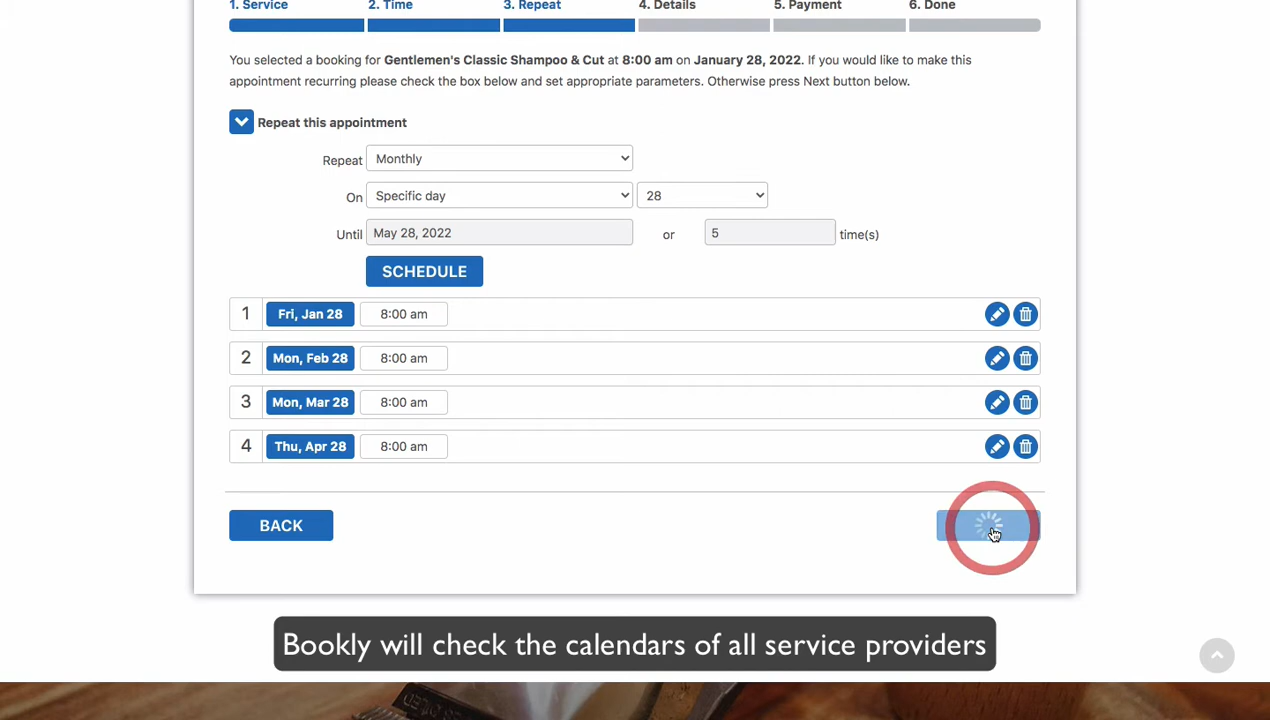 1. Service 2. Time 3. Repeat 4. Details 5. Payment 6. Done
You selected a booking for Gentlemen's Classic Shampoo & Cut at 8:00 am on January 28, 2022. If you would like to make this
appointment recurring please check the box below and set appropriate parameters. Otherwise press Next button below.
Repeat this appointment
Repeat Monthly
On Specific day 28
Until May 28, 2022 or 5 time(s)
SCHEDULE
1 Fri, Jan 28 8:00 am
2 Mon, Feb 28 8:00 am
3 Mon, Mar 28 8:00 am
4 Thu, Apr 28 8:00 am
BACK
Bookly will check the calendars of all service providers